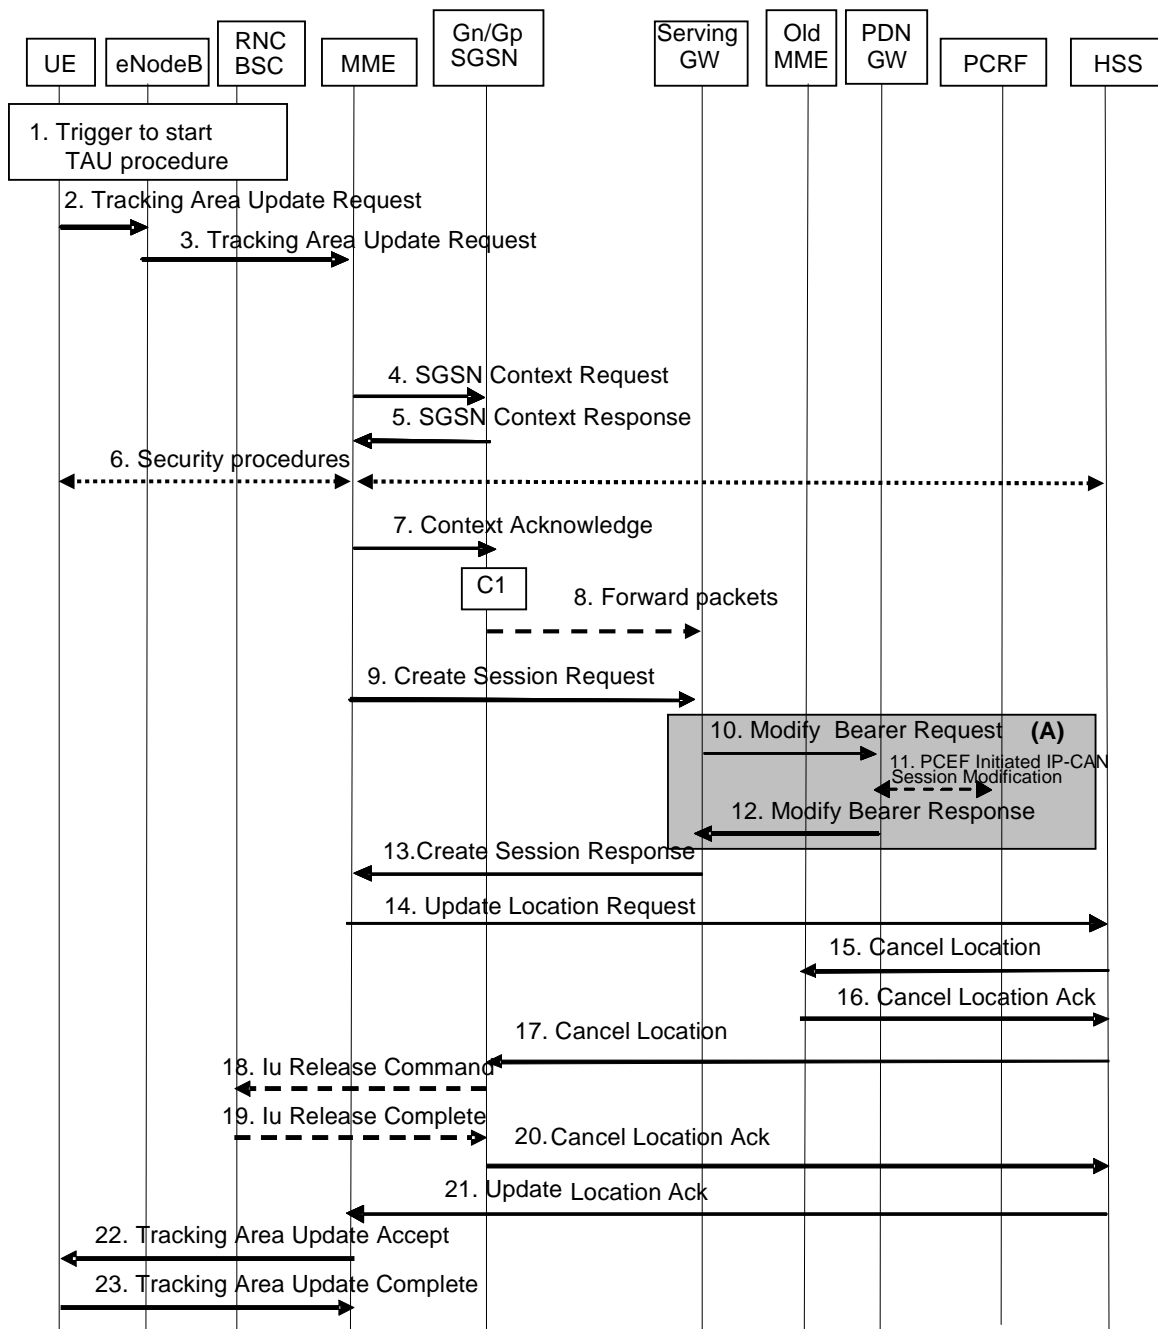 UE
eNodeB
RNC
BSC
MME
Gn/Gp
SGSN
Serving
GW
Old
MME
PDN
GW
PCRF
HSS
1. Trigger to start
TAU procedure
2. Tracking Area Update Request
3. Tracking Area Update Request
4. SGSN Context Request
5. SGSN Context Response
6. Security procedures
7. Context Acknowledge
C1
8. Forward packets
9. Create Session Request
10. Modify Bearer Request (A)
11. PCEF Initiated IP-CAN
Session Modification
12. Modify Bearer Response
13.Create Session Response
14. Update Location Request
15. Cancel Location
16. Cancel Location Ack
17. Cancel Location
18. Iu Release Command
19. Iu Release Complete
20. Cancel Location Ack
21. Update Location Ack
22. Tracking Area Update Accept
23. Tracking Area Update Complete